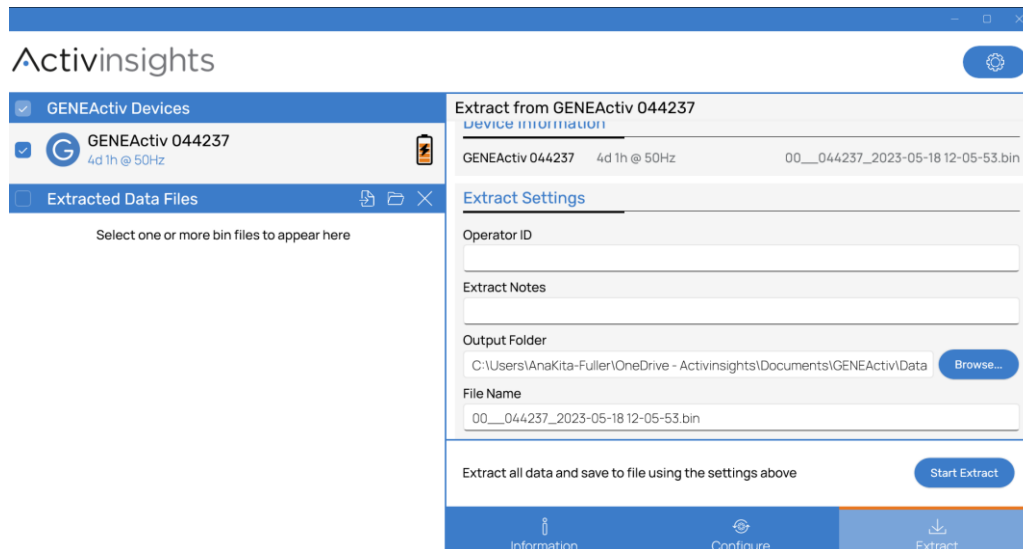 Activinsights
GENEActiv Devices
GENEActiv 044237
4d 1h @ 50Hz
Extracted Data Files
Select one or more bin files to appear here
Extract from GENEActiv 044237
Device Information
GENEActiv 044237 4d 1h @ 50Hz 00__044237_2023-05-18 12-05-53.bin
Extract Settings
Operator ID
Extract Notes
Output Folder
C:\Users\AnaKita-Fuller\OneDrive - Activinsights\Documents\GENEActiv\Data
Browse...
File Name
00__044237_2023-05-18 12-05-53.bin
Extract all data and save to file using the settings above
Start Extract
Information
Configure
Extract